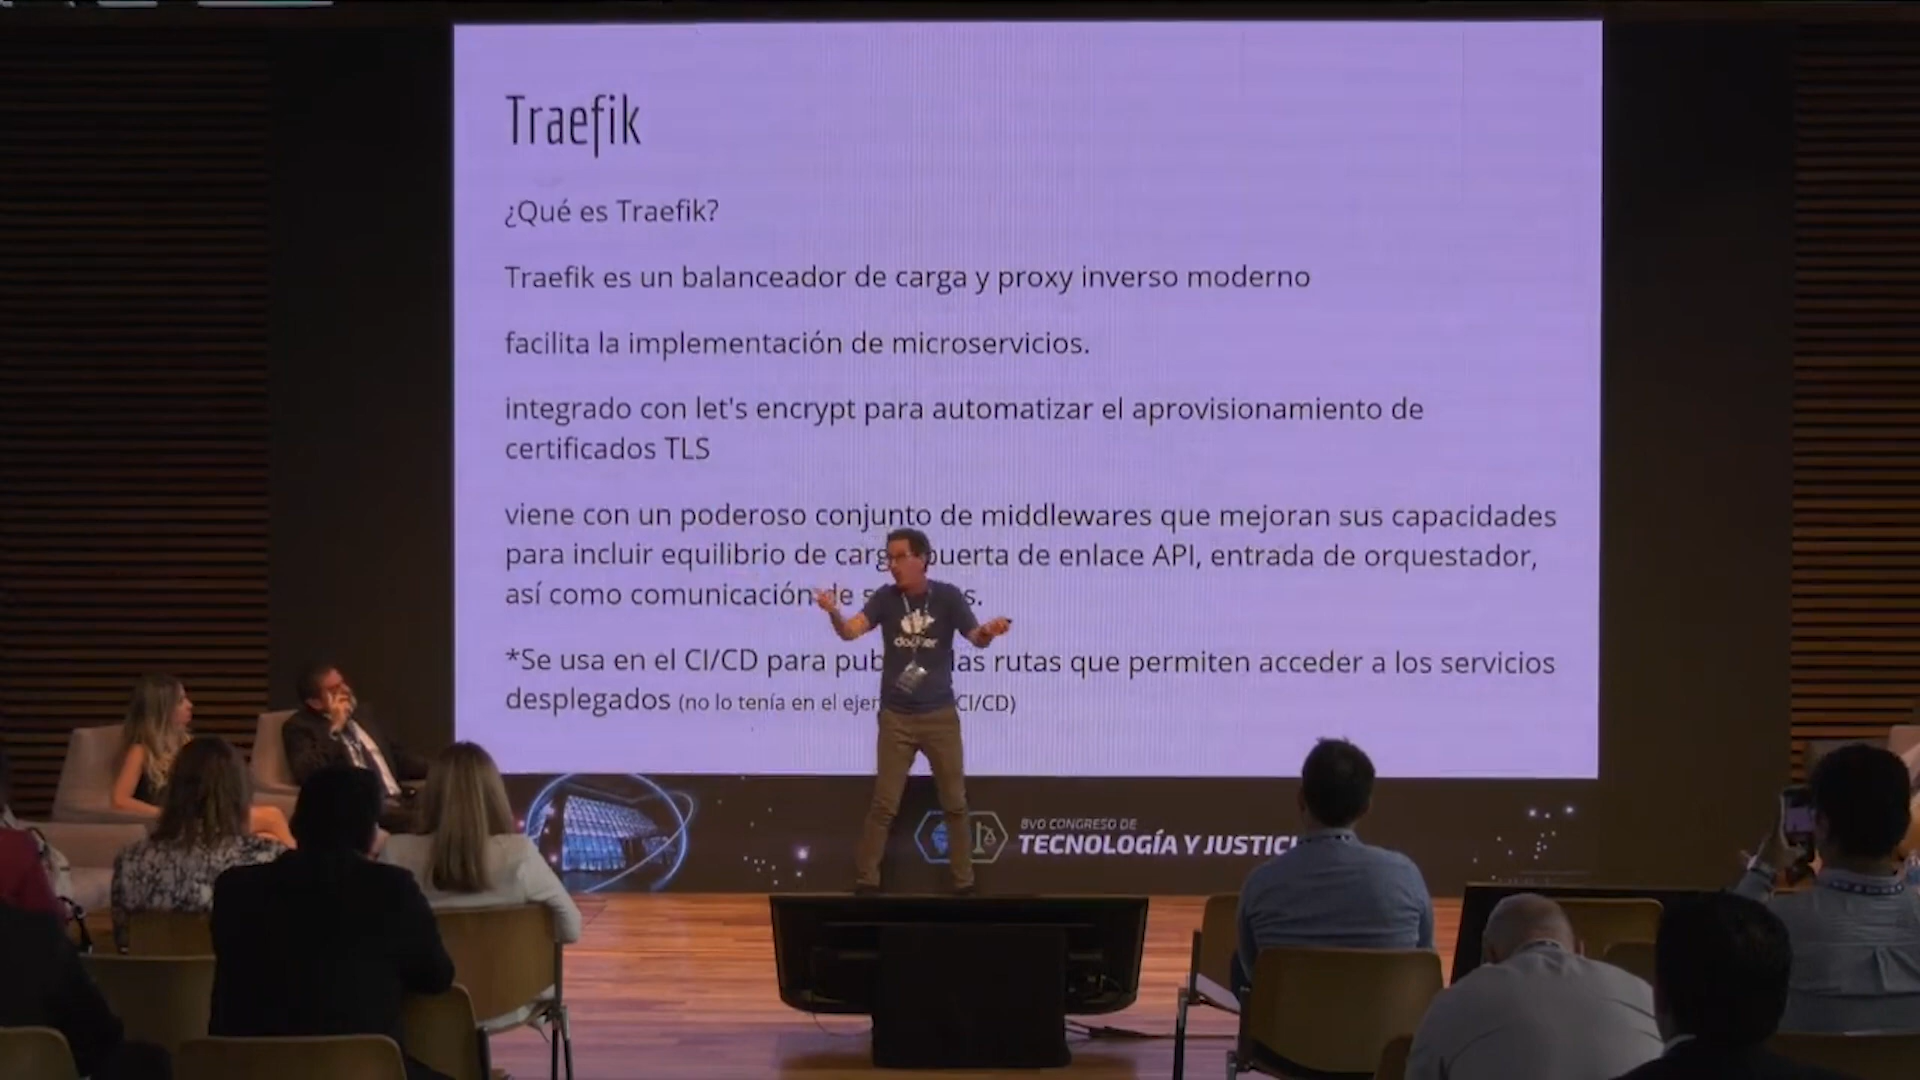 Traefik
¿Qué es Traefik?
Traefik es un balanceador de carga y proxy inverso moderno
facilita la implementación de microservicios.
integrado con let's encrypt para automatizar el aprovisionamiento de
certificados TLS
viene con un poderoso conjunto de middlewares que mejoran sus capacidades
para incluir equilibrio de carga puerta de enlace API, entrada de orquestador,
así como comunicación de
*Se usa en el CI/CD para las rutas que permiten acceder a los servicios
desplegados (no lo tenía en el CI/CD)
docker
8VO CONGRESO DE
TECNOLOGÍA Y